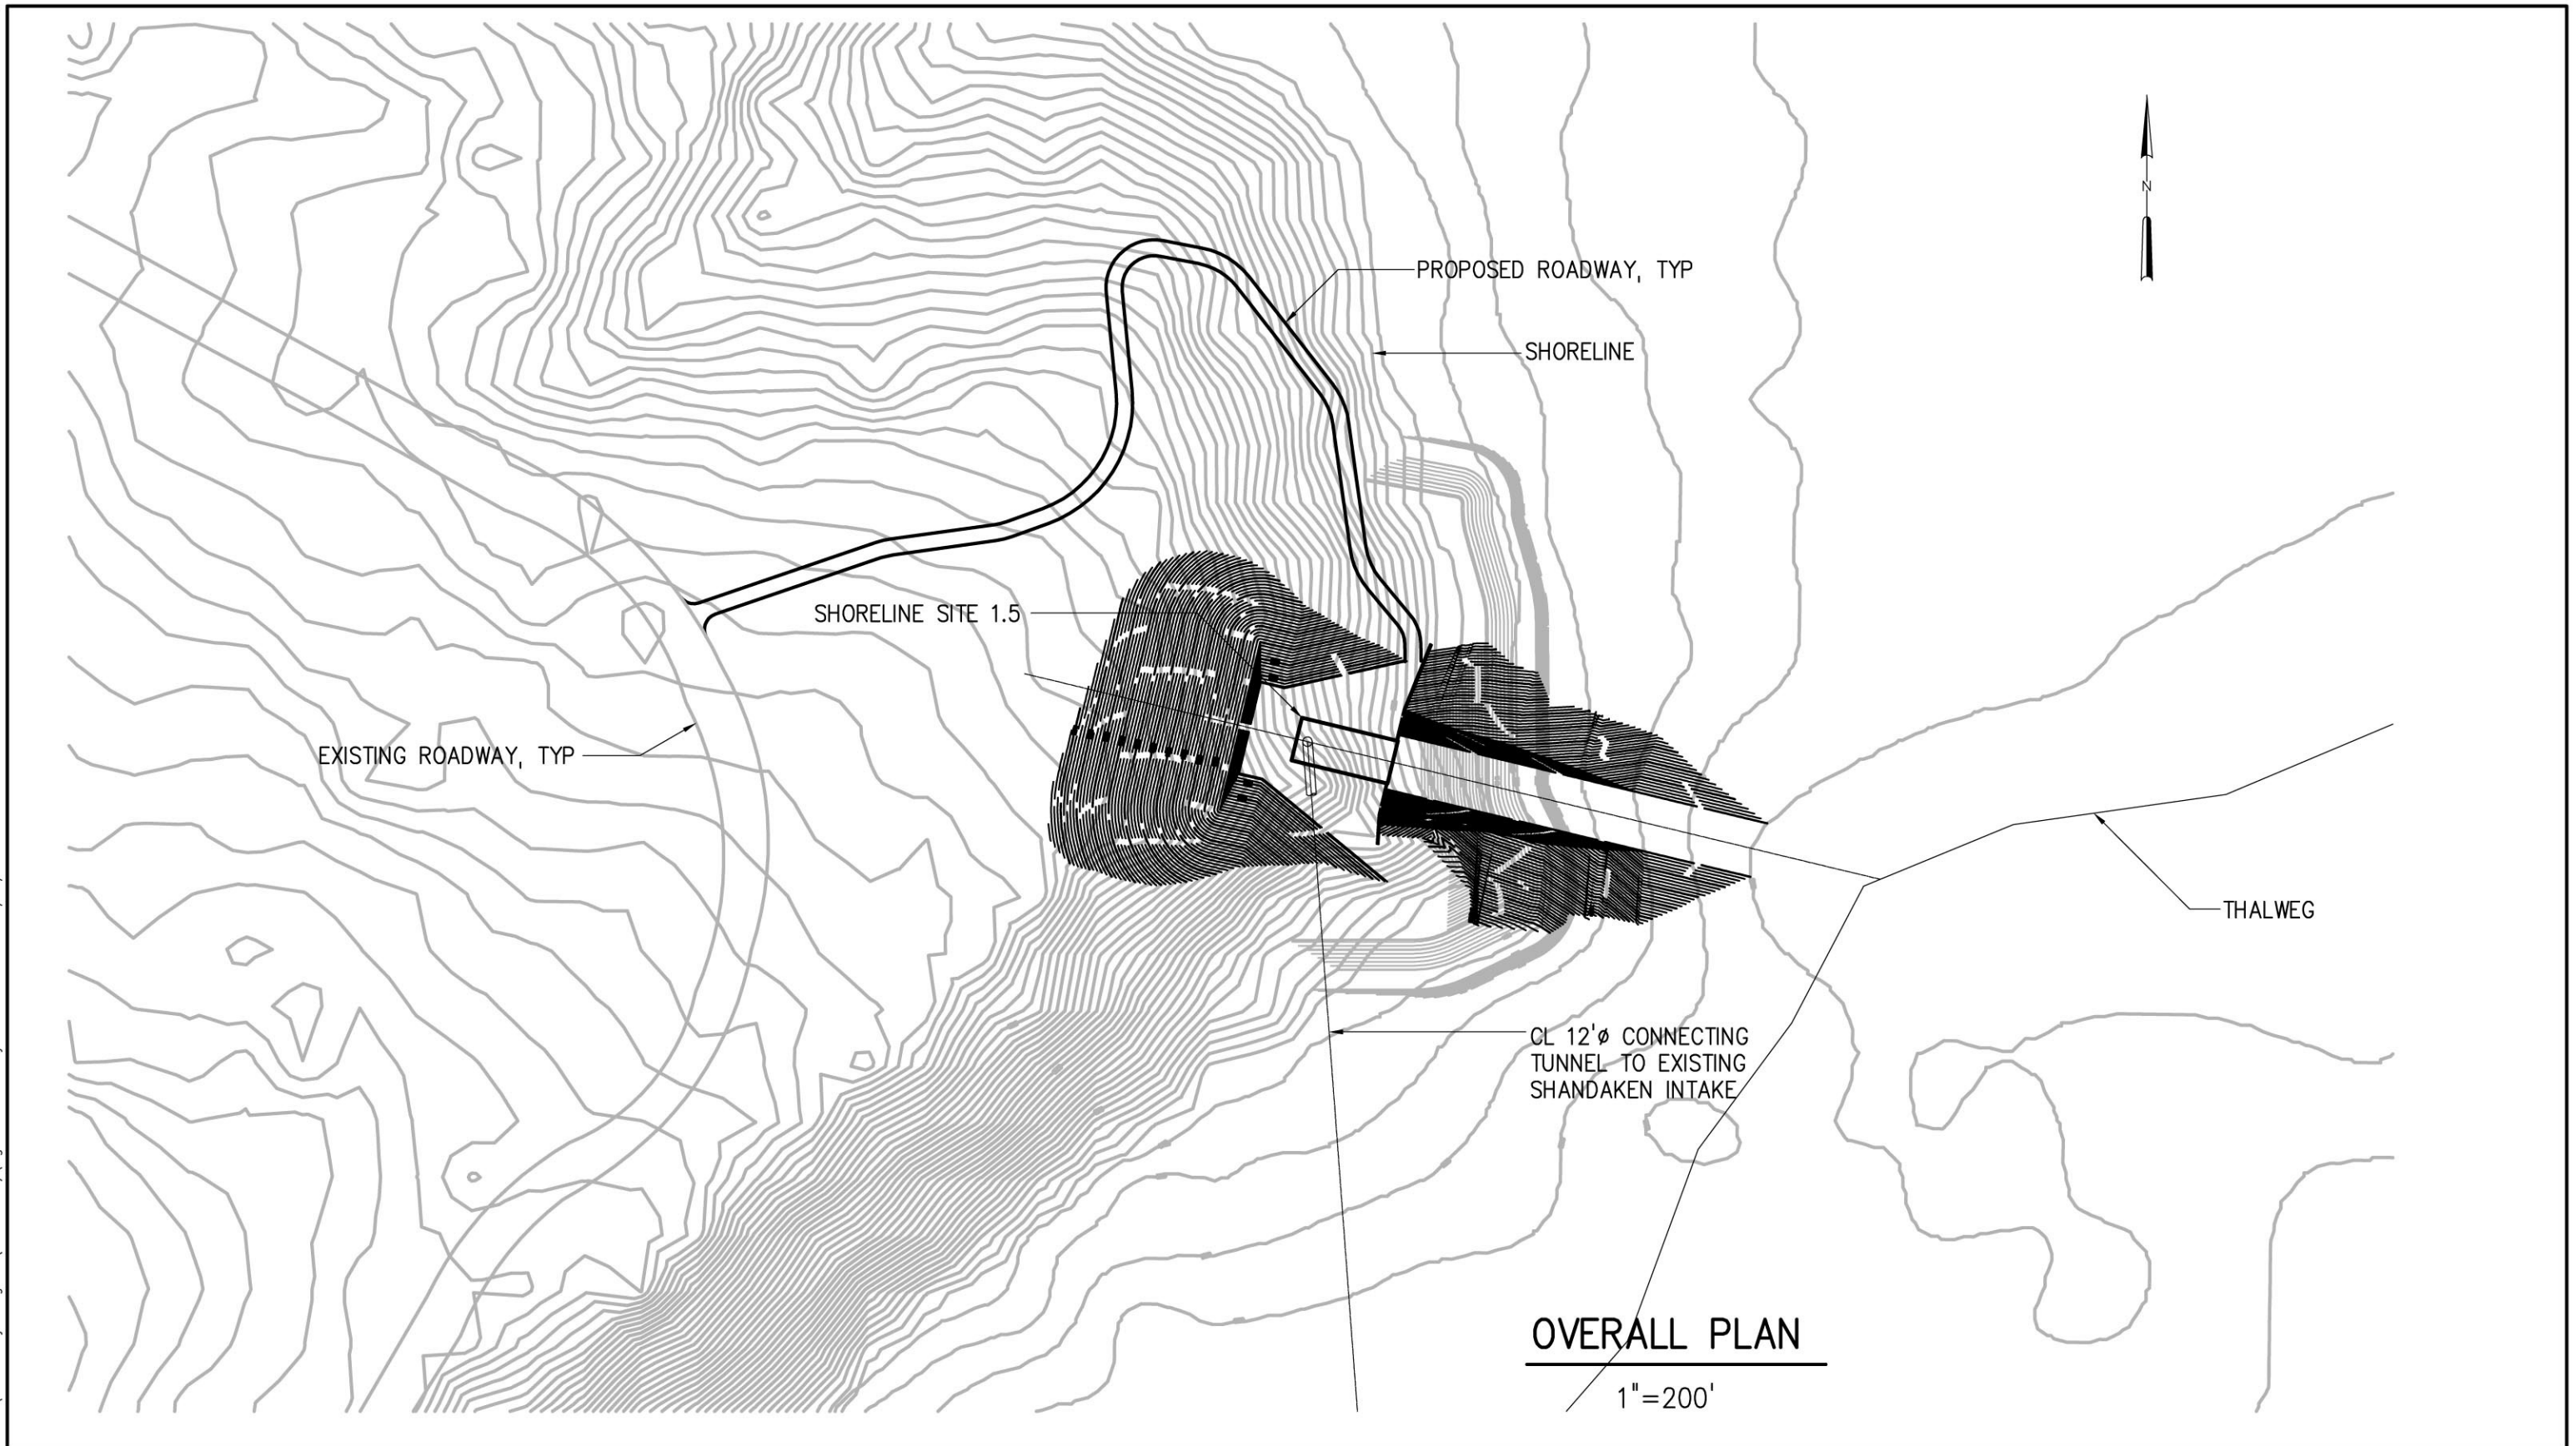 N
PROPOSED ROADWAY, TYP
SHORELINE
SHORELINE SITE 1.5
EXISTING ROADWAY, TYP
THALWEG
CL 12'ø CONNECTING
TUNNEL TO EXISTING
SHANDAKEN INTAKE
OVERALL PLAN
1"=200'